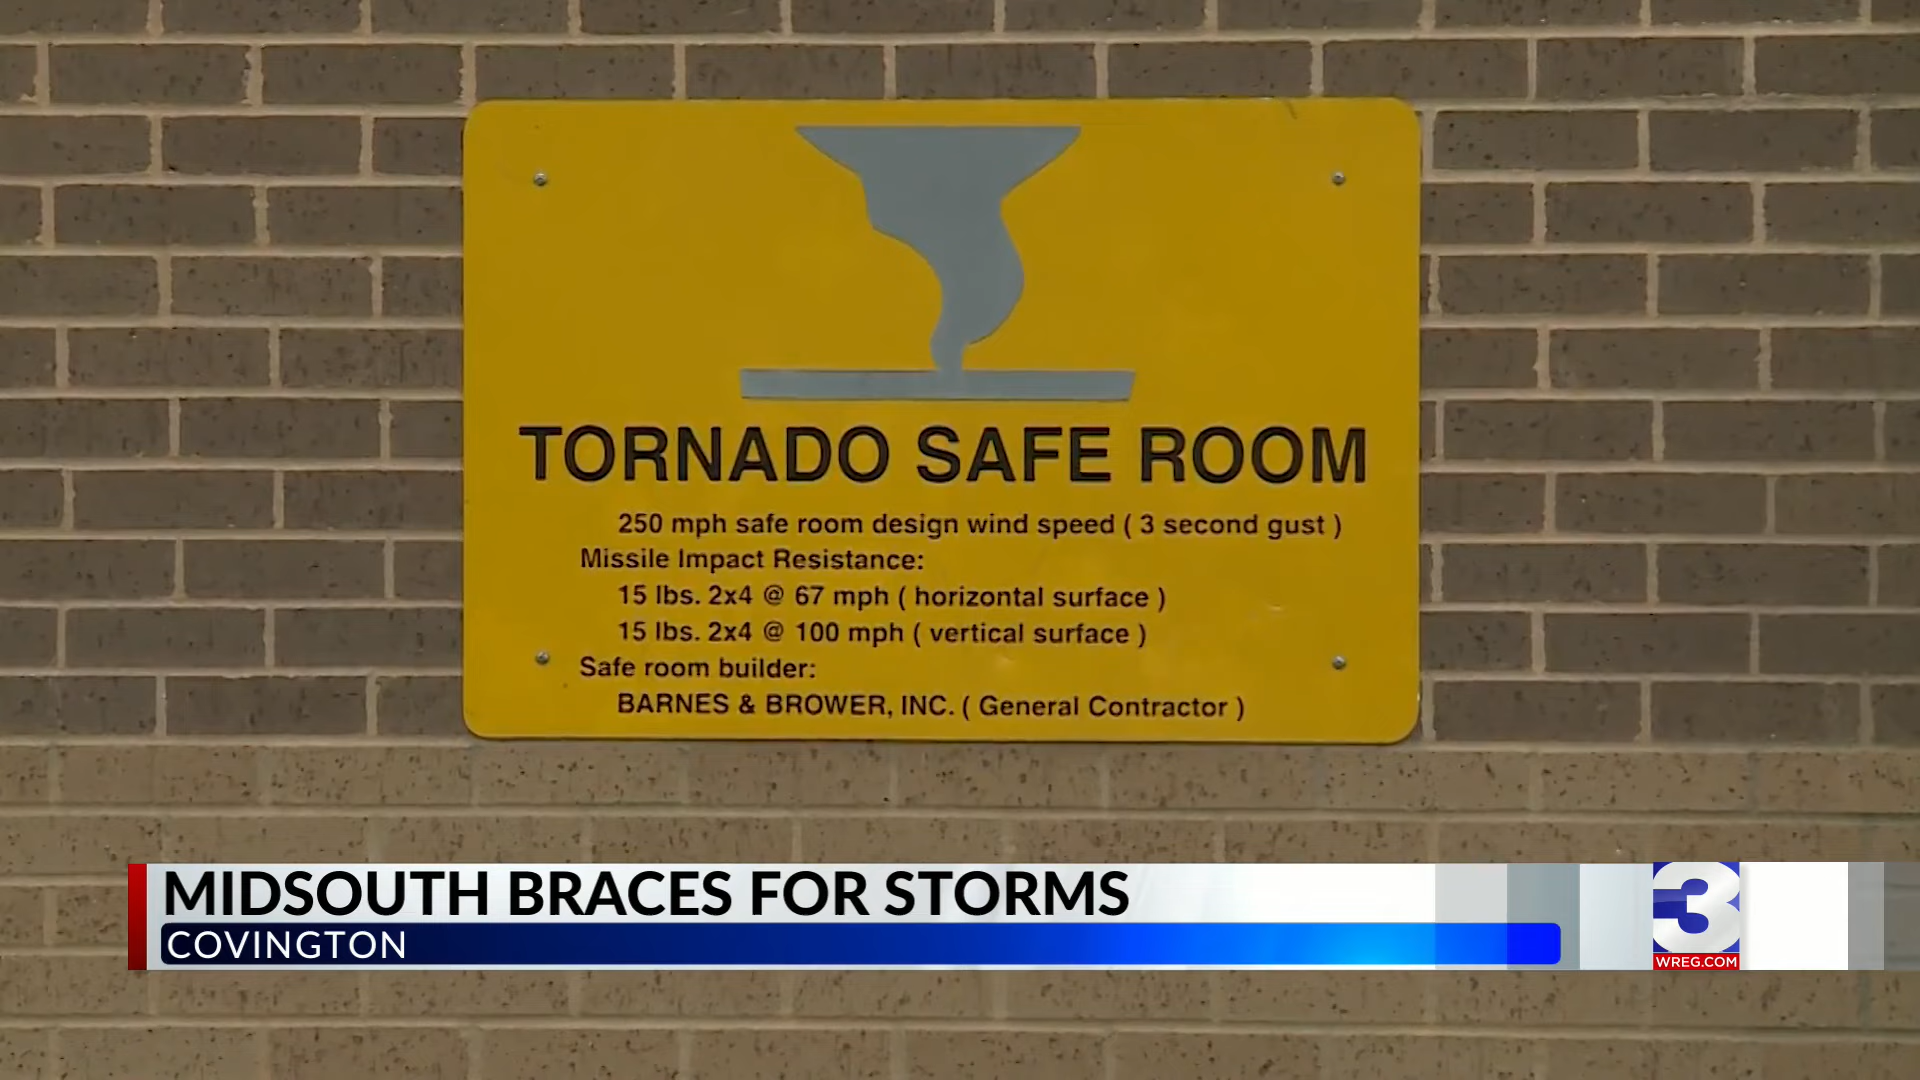 TORNADO SAFE ROOM
250 mph safe room design wind speed ( 3 second gust )
Missile Impact Resistance:
15 lbs. 2x4 @ 67 mph ( horizontal surface )
15 lbs. 2x4 @ 100 mph ( vertical surface )
Safe room builder:
BARNES & BROWER, INC. ( General Contractor )
MIDSOUTH BRACES FOR STORMS
COVINGTON
3
WREG.COM